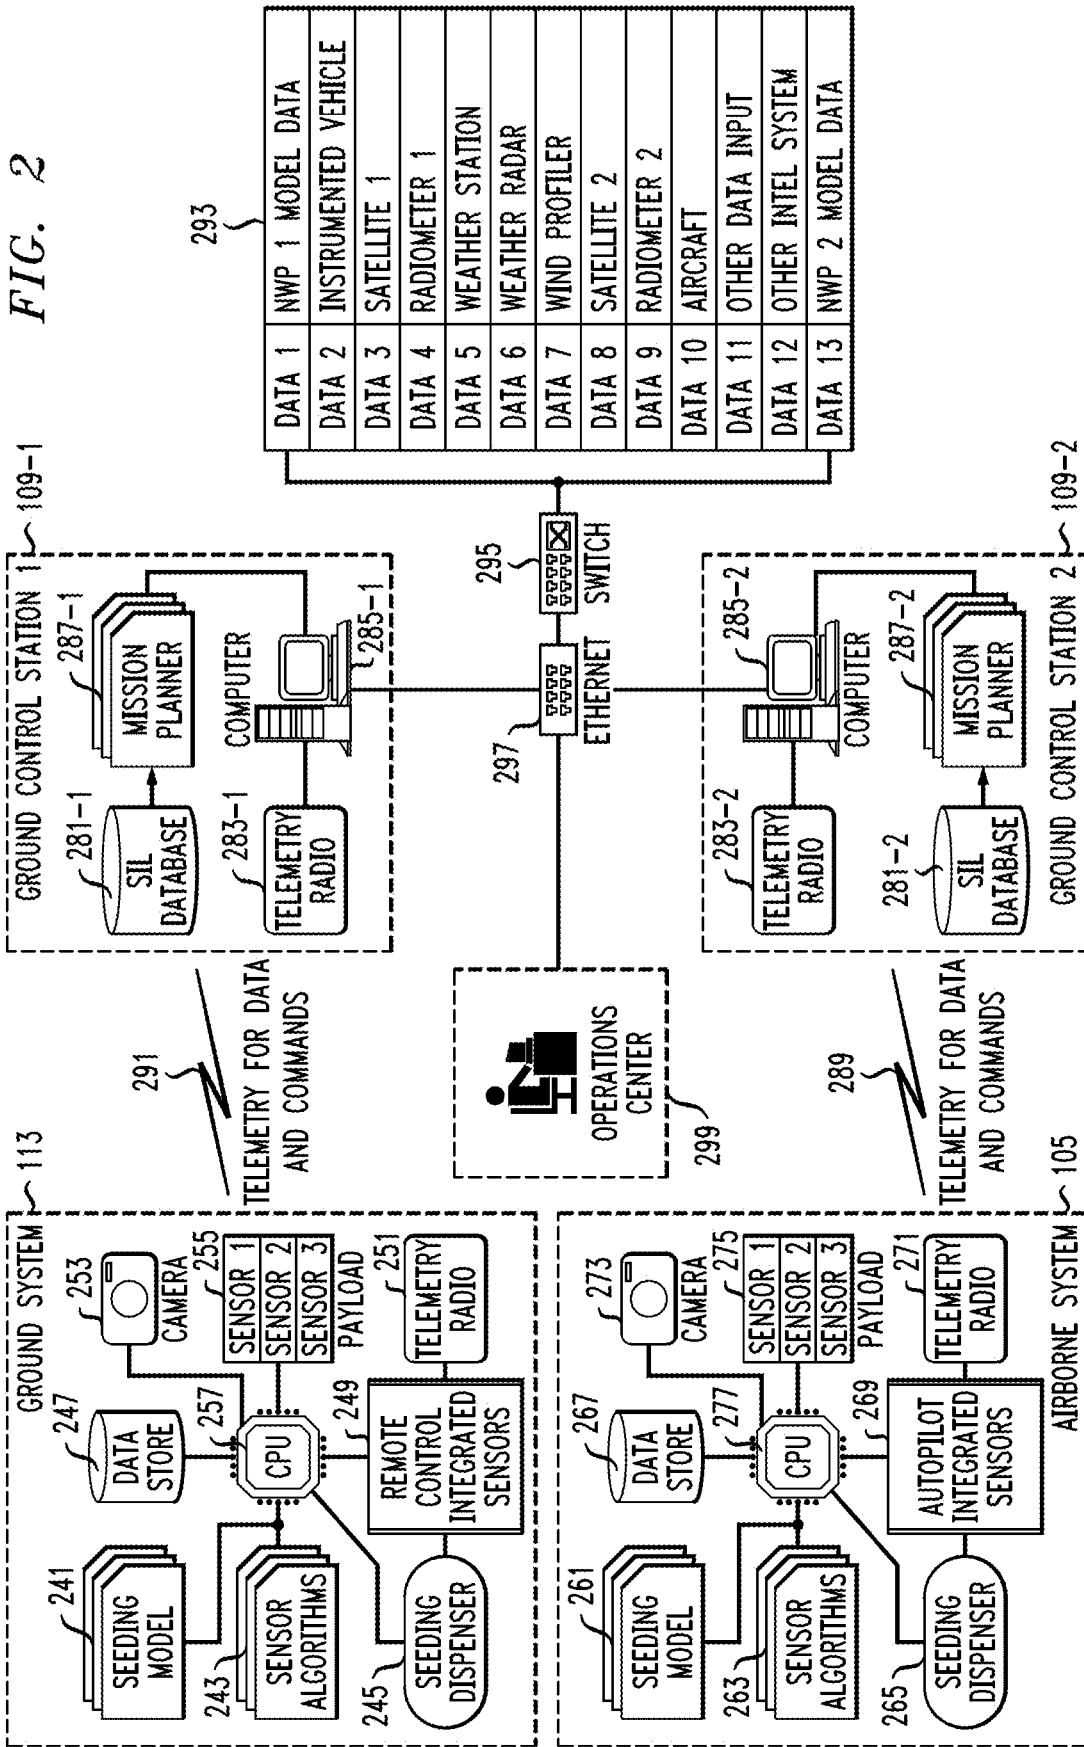 FIG. 2
GROUND SYSTEM
113
241
SEEDING
MODEL
243
SENSOR
ALGORITHMS
245
SEEDING
DISPENSER
247
DATA
STORE
257
CPU
249
REMOTE
CONTROL
INTEGRATED
SENSORS
253
CAMERA
255
SENSOR 1
SENSOR 2
SENSOR 3
PAYLOAD
251
TELEMETRY
RADIO
291
TELEMETRY FOR DATA
AND COMMANDS
GROUND CONTROL STATION 1
109-1
281-1
SIL
DATABASE
287-1
MISSION
PLANNER
283-1
TELEMETRY
RADIO
COMPUTER
285-1
293
DATA 1 NWP 1 MODEL DATA
DATA 2 INSTRUMENTED VEHICLE
DATA 3 SATELLITE 1
DATA 4 RADIOMETER 1
DATA 5 WEATHER STATION
DATA 6 WEATHER RADAR
DATA 7 WIND PROFILER
DATA 8 SATELLITE 2
DATA 9 RADIOMETER 2
DATA 10 AIRCRAFT
DATA 11 OTHER DATA INPUT
DATA 12 OTHER INTEL SYSTEM
DATA 13 NWP 2 MODEL DATA
OPERATIONS
CENTER
299
297
ETHERNET
295
SWITCH
261
SEEDING
MODEL
263
SENSOR
ALGORITHMS
265
SEEDING
DISPENSER
267
DATA
STORE
277
CPU
269
AUTOPILOT
INTEGRATED
SENSORS
273
CAMERA
275
SENSOR 1
SENSOR 2
SENSOR 3
PAYLOAD
271
TELEMETRY
RADIO
AIRBORNE SYSTEM
105
289
TELEMETRY FOR DATA
AND COMMANDS
283-2
TELEMETRY
RADIO
285-2
COMPUTER
281-2
SIL
DATABASE
287-2
MISSION
PLANNER
GROUND CONTROL STATION 2
109-2